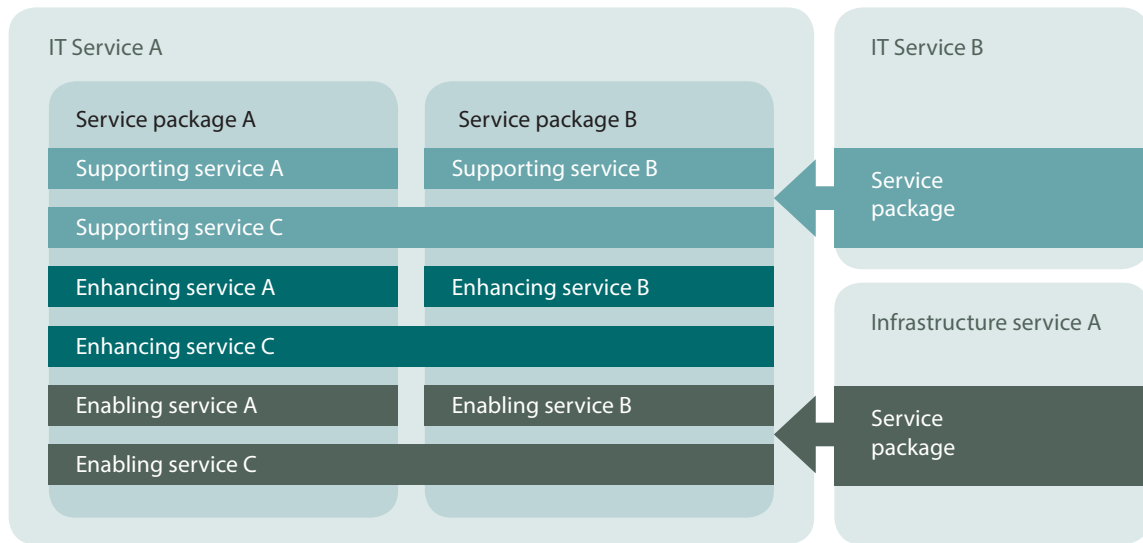 IT Service A
Service package A
Service package B
Supporting service A
Supporting service B
Supporting service C
Enhancing service A
Enhancing service B
Enhancing service C
Enabling service A
Enabling service B
Enabling service C
IT Service B
Service
package
Infrastructure service A
Service
package